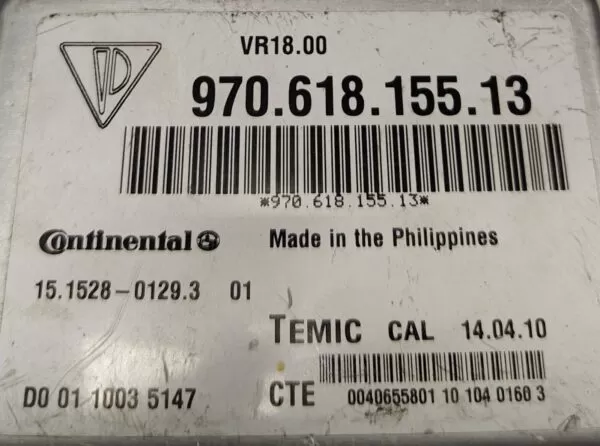 VR18.00
970.618.155.13
*970.618.155.13*
Continental Made in the Philippines
15.1528-0129.3 01
TEMIC CAL 14.04.10
D0 01 1003 5147 CTE 0040655801 10 104 0160 3